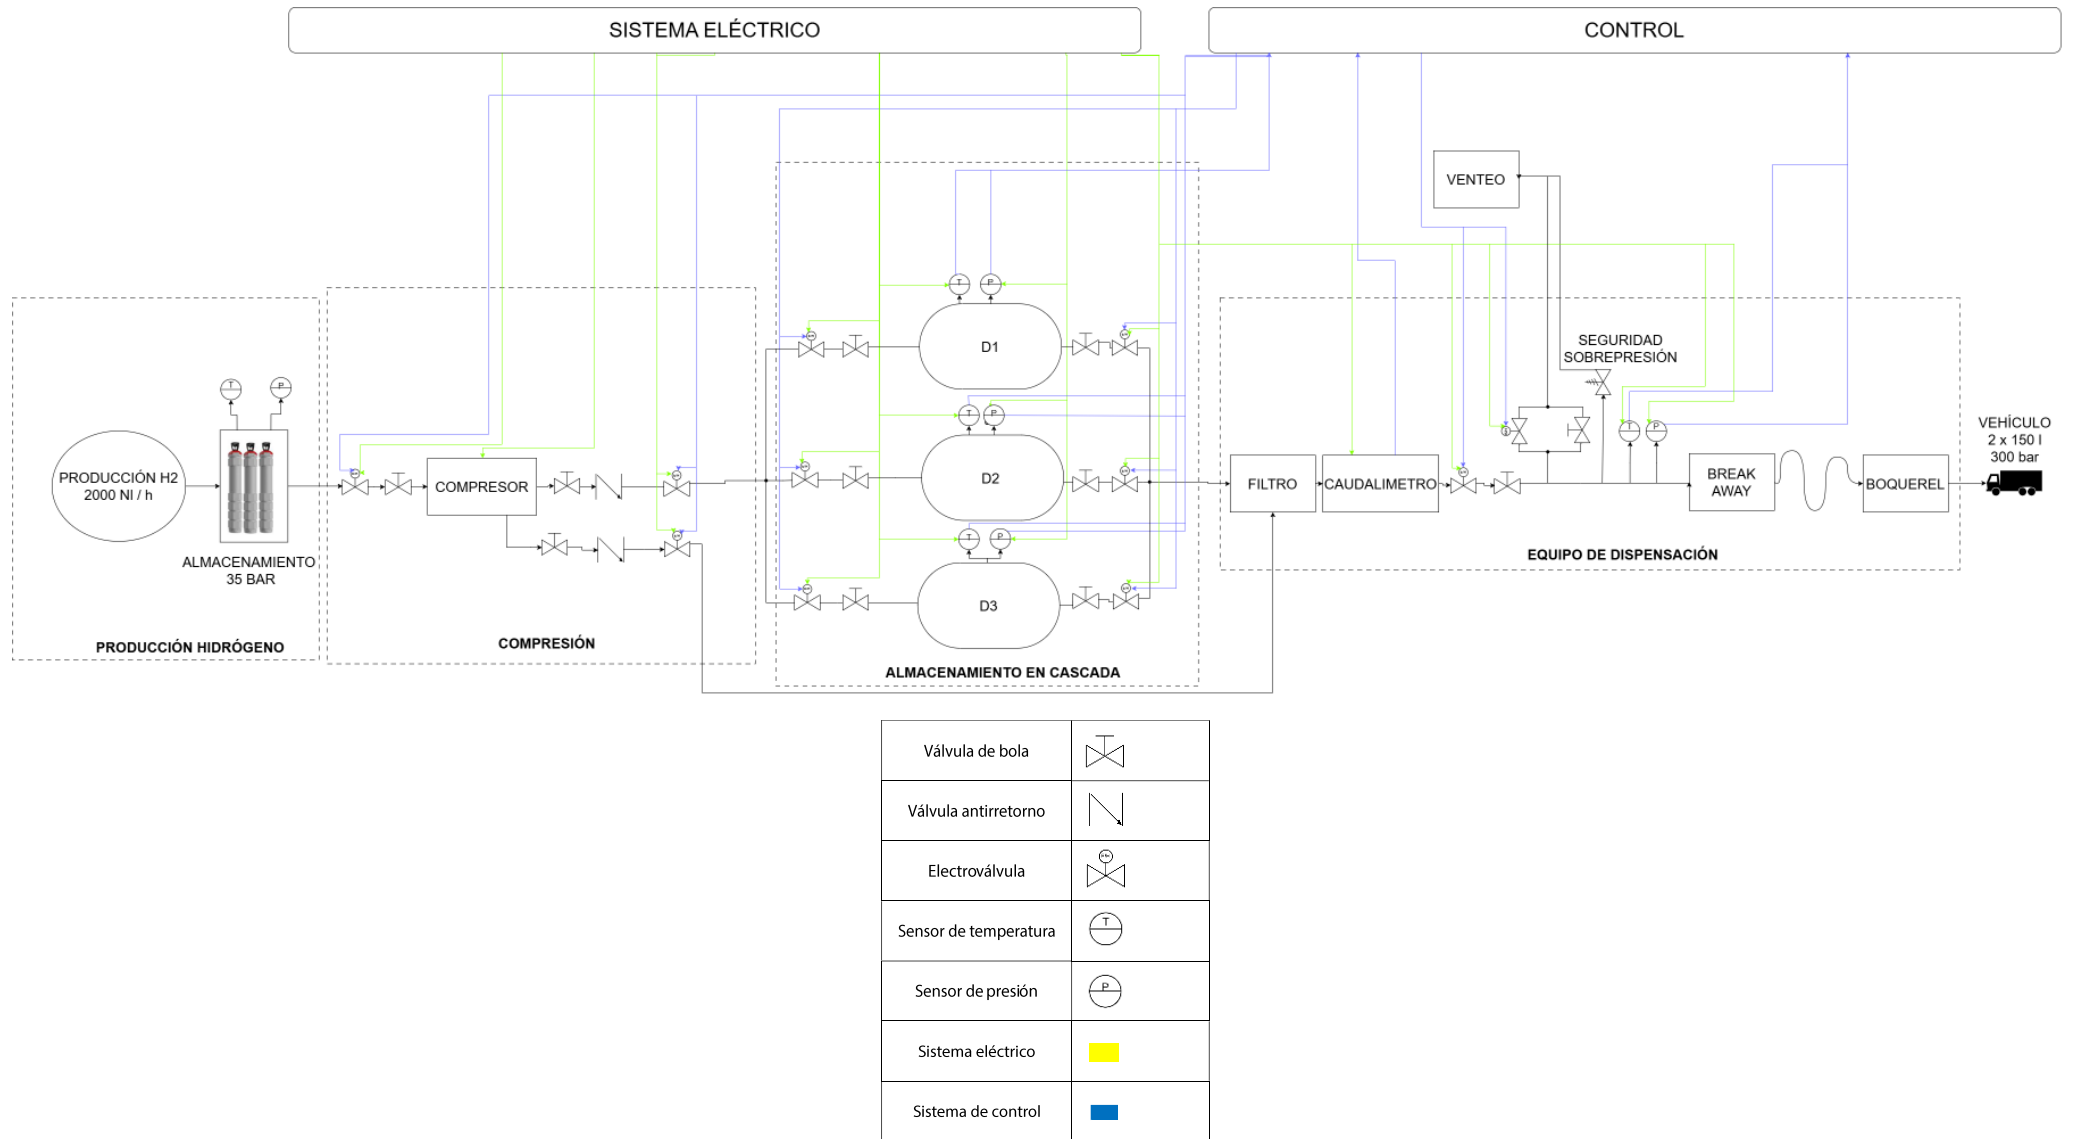 SISTEMA ELÉCTRICO
CONTROL
VENTEO
T
P
D1
SEGURIDAD
SOBREPRESIÓN
T
P
T
P
D2
T
P
VEHÍCULO
2 x 150 l
300 bar
PRODUCCIÓN H2
2000 Nl / h
COMPRESOR
FILTRO
CAUDALIMETRO
BREAK
AWAY
BOQUEREL
ALMACENAMIENTO
35 BAR
T
P
D3
EQUIPO DE DISPENSACIÓN
PRODUCCIÓN HIDRÓGENO
COMPRESIÓN
ALMACENAMIENTO EN CASCADA
Válvula de bola
Válvula antirretorno
Electroválvula
Sensor de temperatura
T
Sensor de presión
P
Sistema eléctrico
Sistema de control